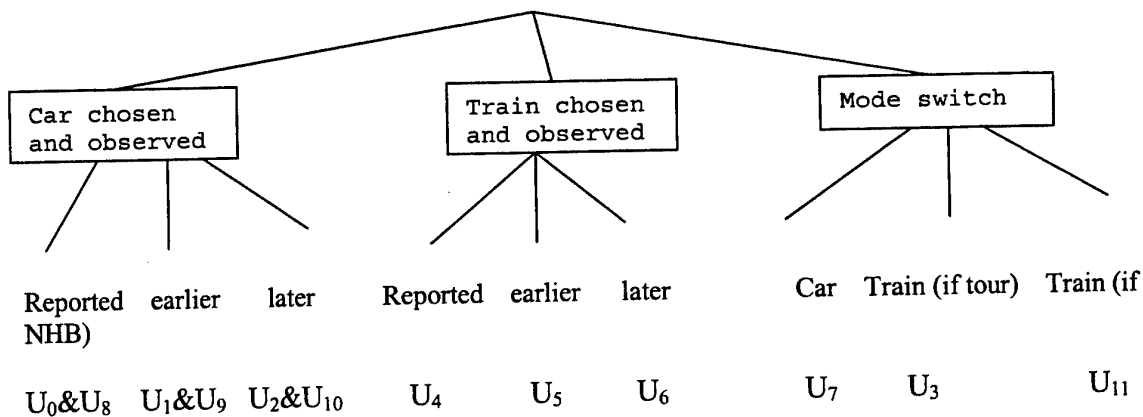 Car chosen
and observed
Train chosen
and observed
Mode switch
Reported earlier later Reported earlier later Car Train (if tour) Train (if
NHB)
U₀&U₈ U₁&U₉ U₂&U₁₀ U₄ U₅ U₆ U₇ U₃ U₁₁